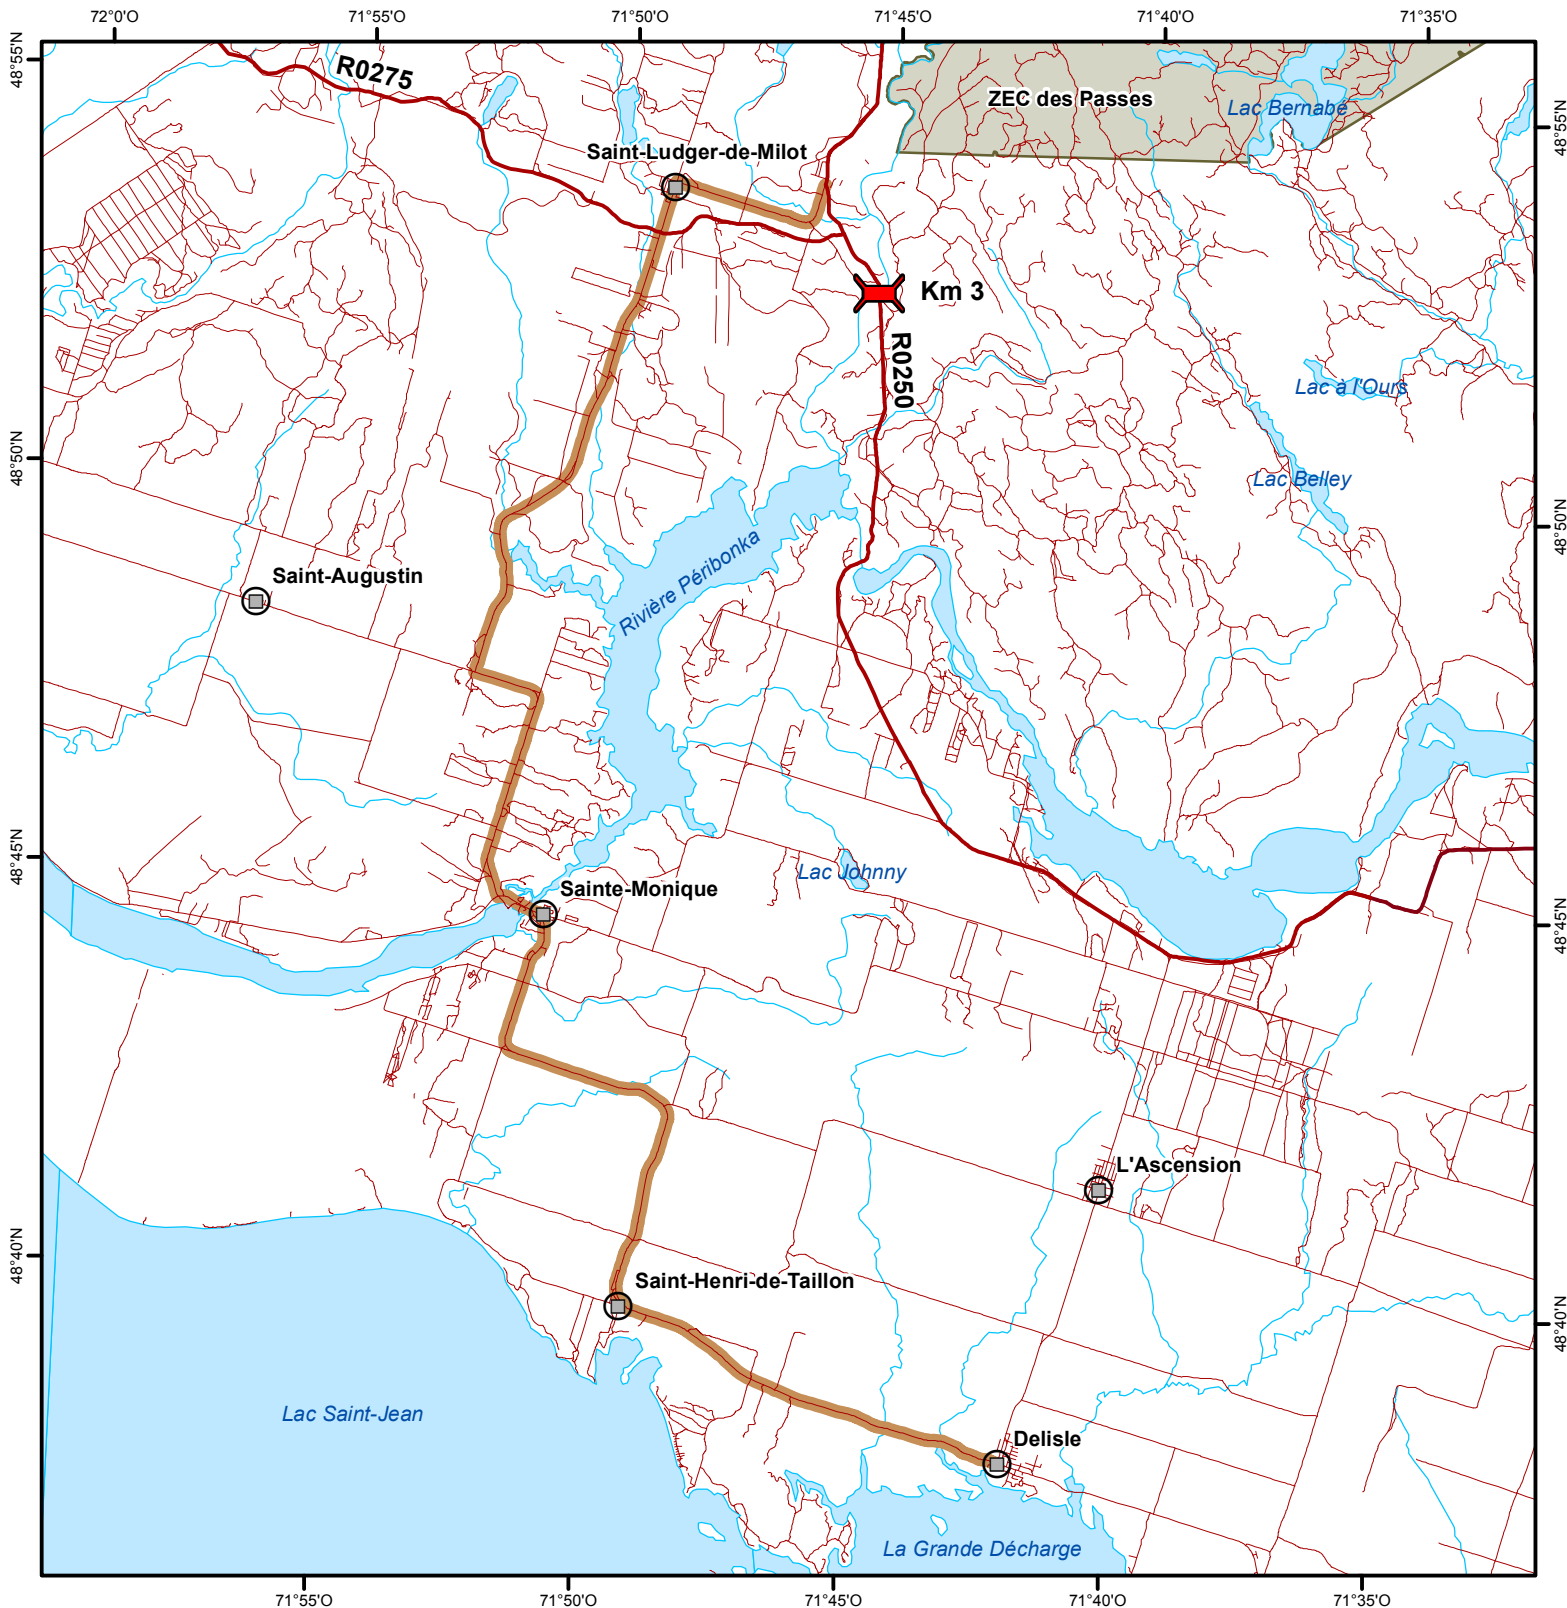 72°0'O
71°55'O
71°50'O
71°45'O
71°40'O
71°35'O
48°55'N
48°55'N
R0275
ZEC des Passes
Lac Bernabé
Saint-Ludger-de-Milot
Km 3
R0250
Lac à l'Ours
48°50'N
Lac Belley
48°50'N
Rivière Péribonka
Saint-Augustin
48°45'N
Lac Johnny
Sainte-Monique
48°45'N
L'Ascension
48°40'N
Saint-Henri-de-Taillon
48°40'N
Lac Saint-Jean
Delisle
La Grande Décharge
71°55'O
71°50'O
71°45'O
71°40'O
71°35'O